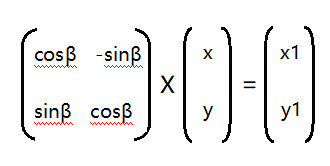 cosβ -sinβ x x1
X =
sinβ cosβ y y1